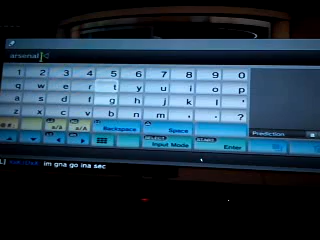 arsenal
1 2 3 4 5 6 7 8 9 0
q w e r t y u i o p
a s d f g h j k l '
z x c v b n m , . ?
@# a/à a/A Backspace Space
START
Input Mode Enter
Prediction
im gna go ina sec